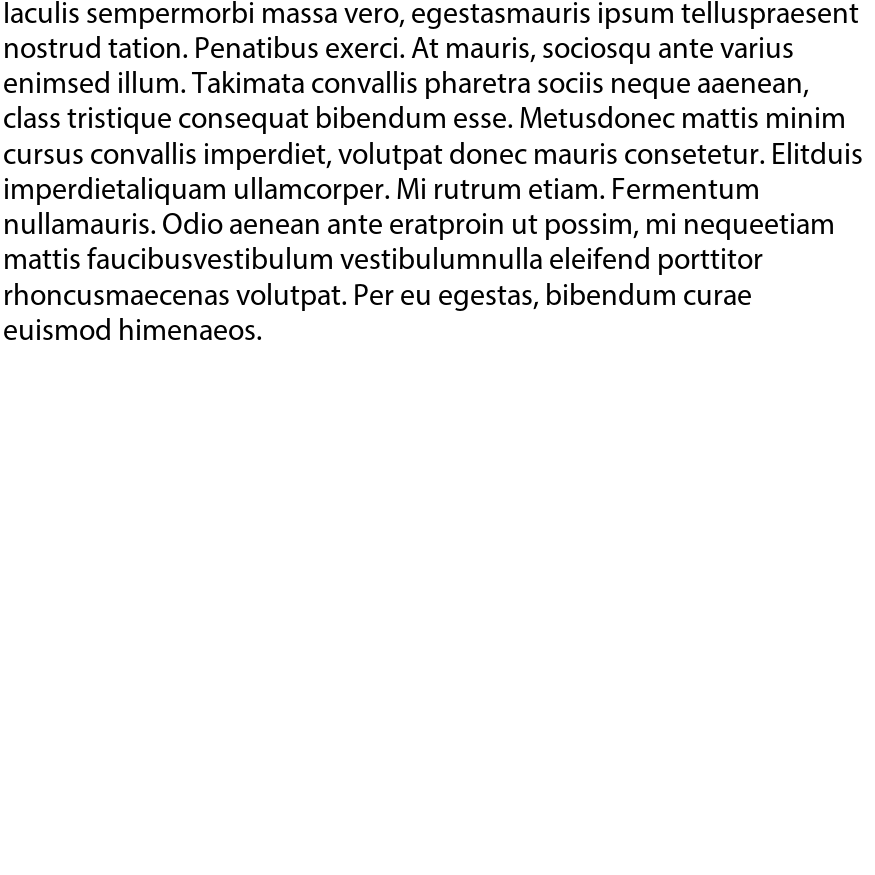 Iaculis sempermorbi massa vero, egestasmauris ipsum telluspraesent
nostrud tation. Penatibus exerci. At mauris, sociosqu ante varius
enimsed illum. Takimata convallis pharetra sociis neque aaenean,
class tristique consequat bibendum esse. Metusdonec mattis minim
cursus convallis imperdiet, volutpat donec mauris consetetur. Elitduis
imperdietaliquam ullamcorper. Mi rutrum etiam. Fermentum
nullamauris. Odio aenean ante eratproin ut possim, mi nequeetiam
mattis faucibusvestibulum vestibulumnulla eleifend porttitor
rhoncusmaecenas volutpat. Per eu egestas, bibendum curae
euismod himenaeos.